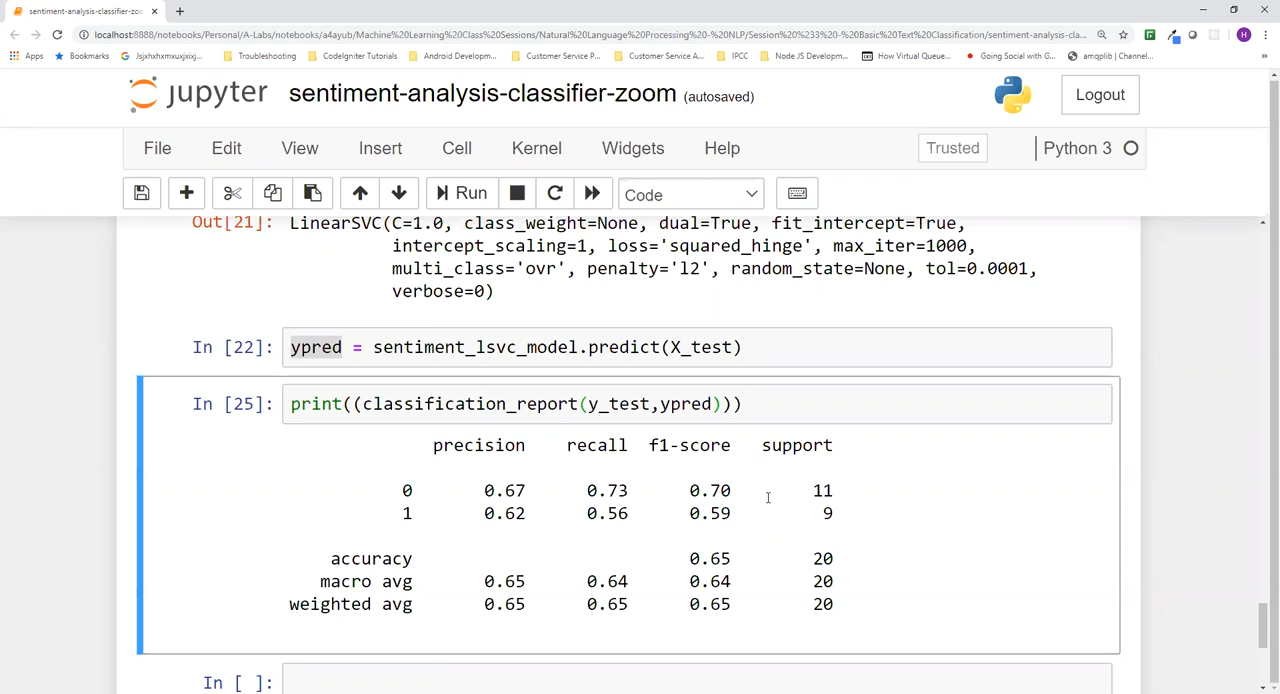 sentiment-analysis-classifier-zoo
localhost:8888/notebooks/Personal/A-Labs/notebooks/a4ayub/Machine%20Learning%20Class%20Sessions/Natural%20Language%20Processing%20-%20NLP/Session%20%233%20-%20Basic%20Text%20Classification/sentiment-analysis-cla...
H
Apps Bookmarks Jsjxhxmxuxjxixj... Troubleshooting CodeIgniter Tutorials Android Developm... Customer Service P... Customer Service A... IPCC Node JS Developm... How Virtual Queue... Going Social with G... amqplib | Channel... »
jupyter sentiment-analysis-classifier-zoom (autosaved) Logout
File Edit View Insert Cell Kernel Widgets Help Trusted Python 3
Run Code
Out[21]: LinearSVC(C=1.0, class_weight=None, dual=True, fit_intercept=True,
intercept_scaling=1, loss='squared_hinge', max_iter=1000,
multi_class='ovr', penalty='l2', random_state=None, tol=0.0001,
verbose=0)
In [22]: ypred = sentiment_lsvc_model.predict(X_test)
In [25]: print((classification_report(y_test,ypred)))
precision recall f1-score support
0 0.67 0.73 0.70 11
1 0.62 0.56 0.59 9
accuracy 0.65 20
macro avg 0.65 0.64 0.64 20
weighted avg 0.65 0.65 0.65 20
In [ ]: